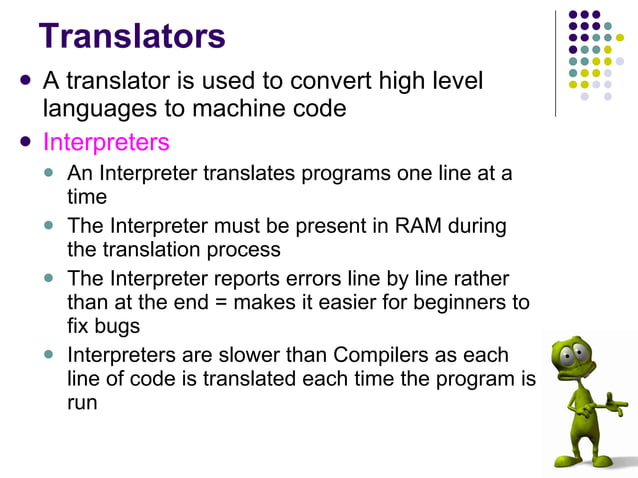 Translators
A translator is used to convert high level
languages to machine code
Interpreters
An Interpreter translates programs one line at a
time
The Interpreter must be present in RAM during
the translation process
The Interpreter reports errors line by line rather
than at the end = makes it easier for beginners to
fix bugs
Interpreters are slower than Compilers as each
line of code is translated each time the program is
run